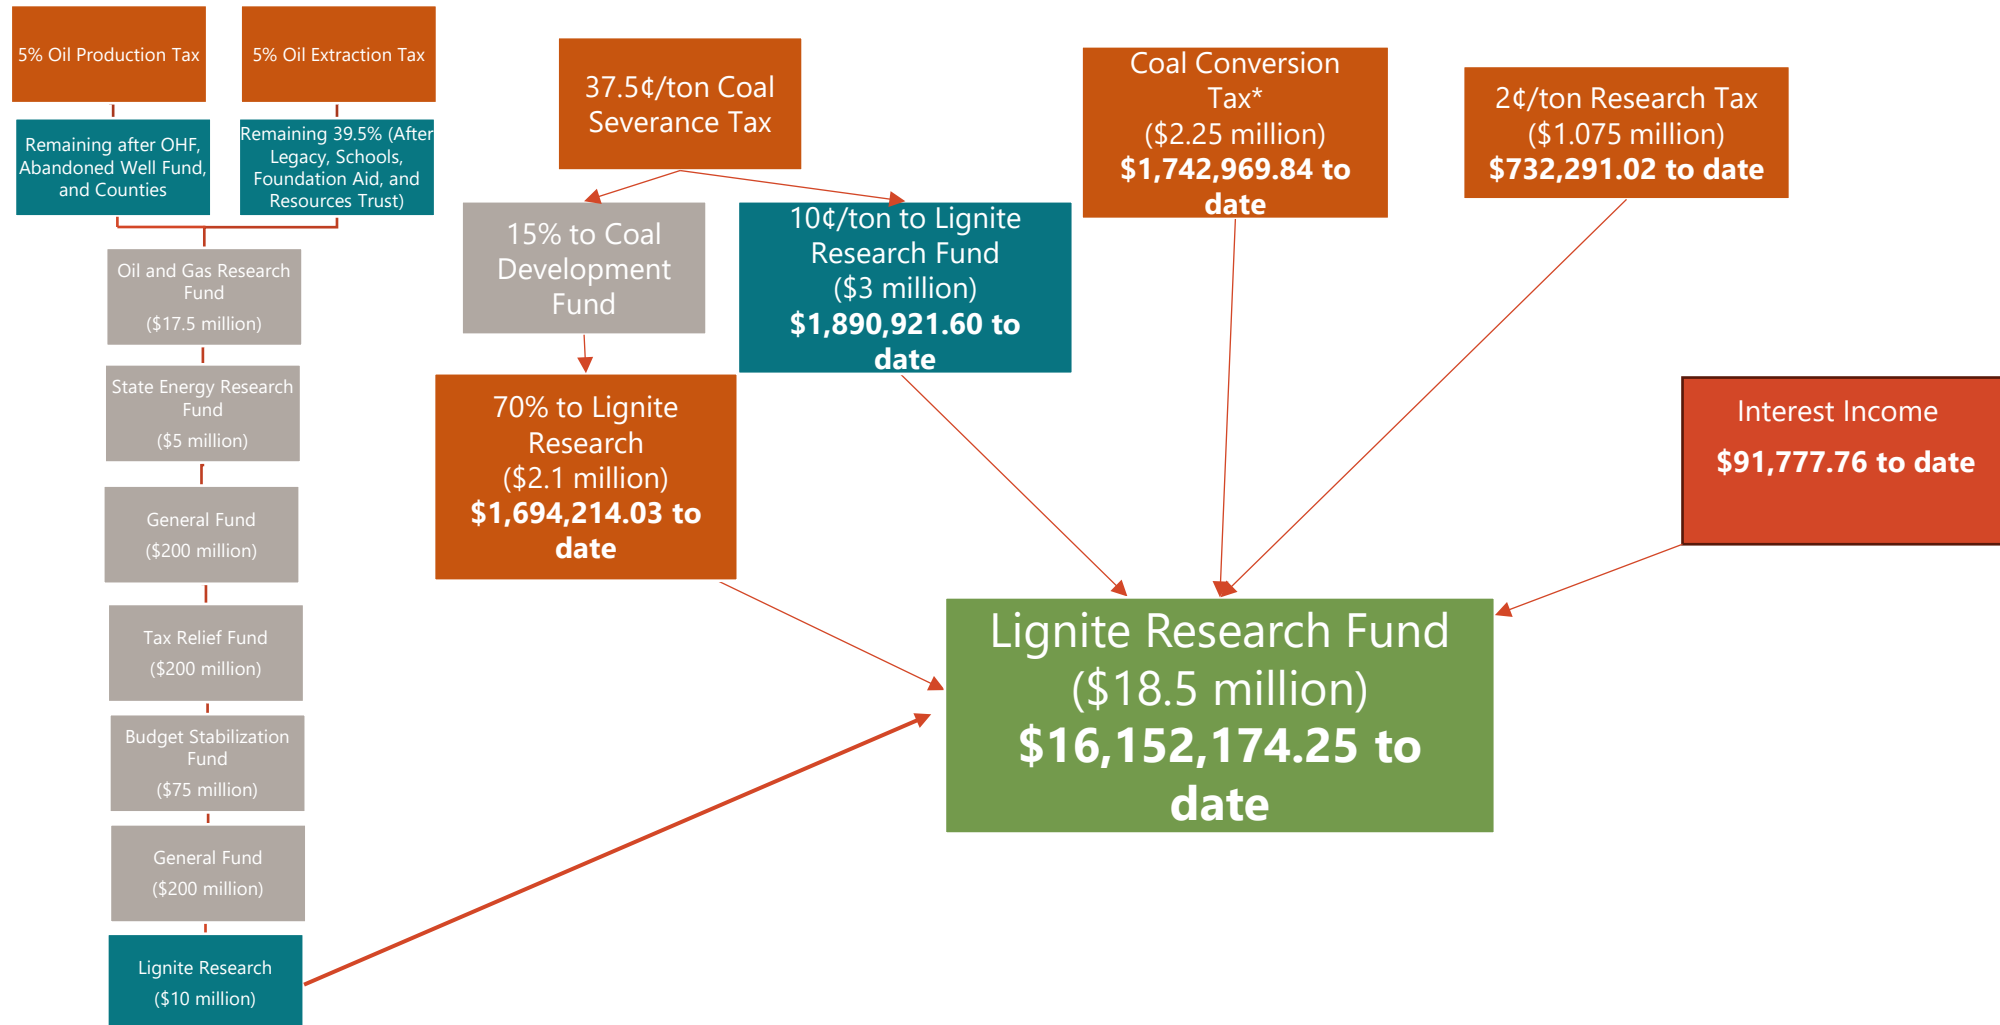 5% Oil Production Tax
5% Oil Extraction Tax
Remaining after OHF,
Abandoned Well Fund,
and Counties
Remaining 39.5% (After
Legacy, Schools,
Foundation Aid, and
Resources Trust)
Oil and Gas Research
Fund
($17.5 million)
State Energy Research
Fund
($5 million)
General Fund
($200 million)
Tax Relief Fund
($200 million)
Budget Stabilization
Fund
($75 million)
General Fund
($200 million)
Lignite Research
($10 million)
37.5¢/ton Coal
Severance Tax
15% to Coal
Development
Fund
70% to Lignite
Research
($2.1 million)
$1,694,214.03 to
date
10¢/ton to Lignite
Research Fund
($3 million)
$1,890,921.60 to
date
Coal Conversion
Tax*
($2.25 million)
$1,742,969.84 to
date
2¢/ton Research Tax
($1.075 million)
$732,291.02 to date
Interest Income
$91,777.76 to date
Lignite Research Fund
($18.5 million)
$16,152,174.25 to
date